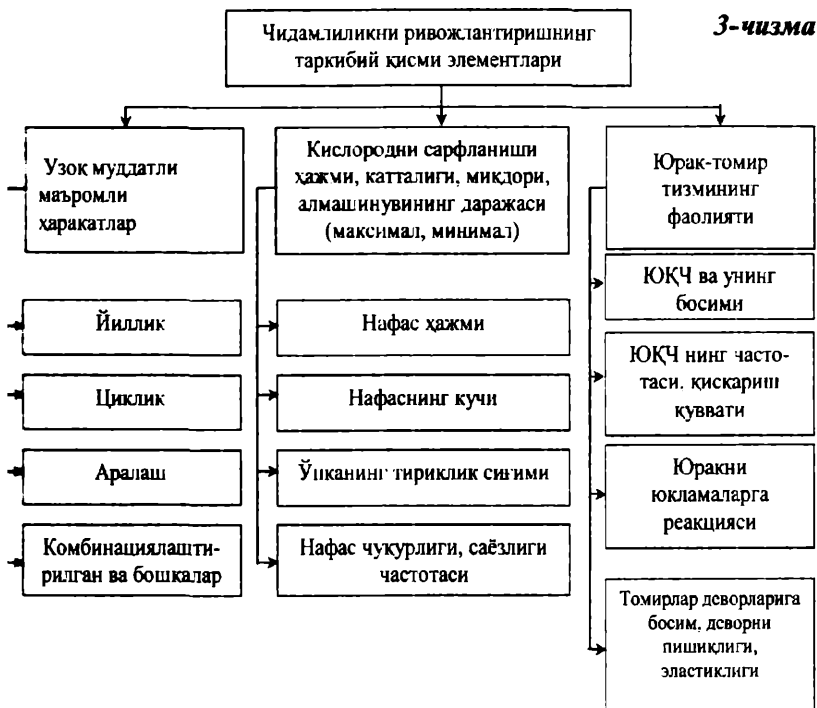 3-чизма
Чидамлиликни ривожлантиришнинг
таркибий қисми элементлари
Узоқ муддатли
маъромли
ҳаракатлар
Йиллик
Циклик
Аралаш
Комбинациялашти-
рилган ва бошкалар
Кислородни сарфланиши
ҳажми, катталиги, миқдори,
алмашинувининг даражаси
(максимал, минимал)
Нафас ҳажми
Нафаснинг кучи
Ўпканинг тириклик сиғими
Нафас чуқурлиги, саёзлиги
частотаси
Юрак-томир
тизмининг
фаолияти
ЮҚЧ ва унинг
босими
ЮҚЧ нинг часто-
таси. қискариш
қуввати
Юракни
юкламаларга
реакцияси
Томирлар деворларига
босим, деворни
пишиқлиги,
эластиклиги